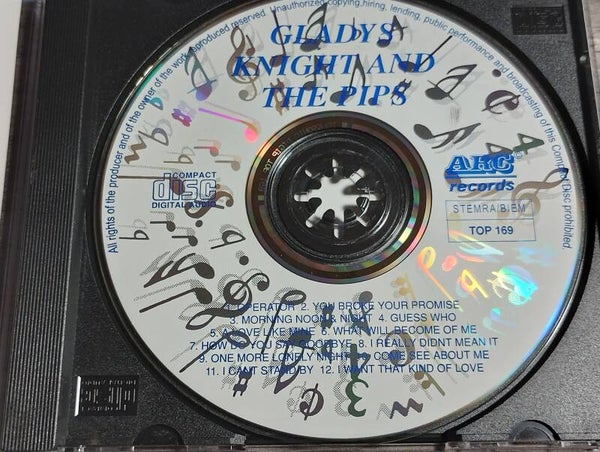 All rights of the producer and of the owner of the work reproduced reserved. Unauthorized copying, hiring, lending, public performance and broadcasting of this Compact Disc prohibited.
GLADYS
KNIGHT AND
THE PIPS
COMPACT
disc
DIGITAL AUDIO
ARC
records
STEMRA/BIEM
TOP 169
1. OPERATOR 2. YOU BROKE YOUR PROMISE
3. MORNING NOON & NIGHT 4. GUESS WHO
5. A LOVE LIKE MINE 6. WHAT WILL BECOME OF ME
7. HOW DO YOU SAY GOODBYE 8. I REALLY DIDNT MEAN IT
9. ONE MORE LONELY NIGHT 10. COME SEE ABOUT ME
11. I CANT STAND BY 12. I WANT THAT KIND OF LOVE